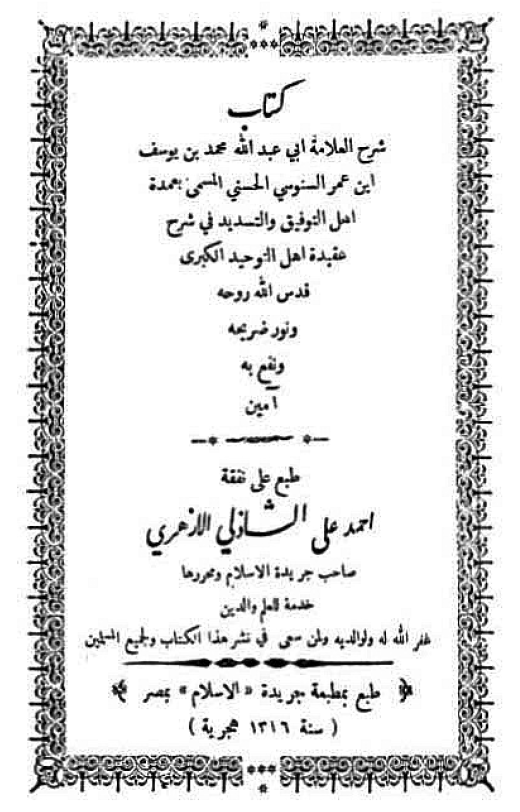 كتاب
شرح العلامة ابي عبد الله محمد بن يوسف
ابن عمر السنوسي الحسني المسمى بعمدة
اهل التوفيق والتسديد في شرح
عقيدة اهل التوحيد الكبرى
قدس الله روحه
ونور ضريحه
ونفع به
آمين
طبع على نفقة
احمد علي الشاذلي الازهري
صاحب جريدة الاسلام ومحررها
خدمة للعلم والدين
غفر الله له ولوالديه ولمن سعى في نشر هذا الكتاب ولجميع المسلمين
طبع بمطبعة جريدة « الاسلام » بمصر
( سنة ١٣١٦ هجرية )